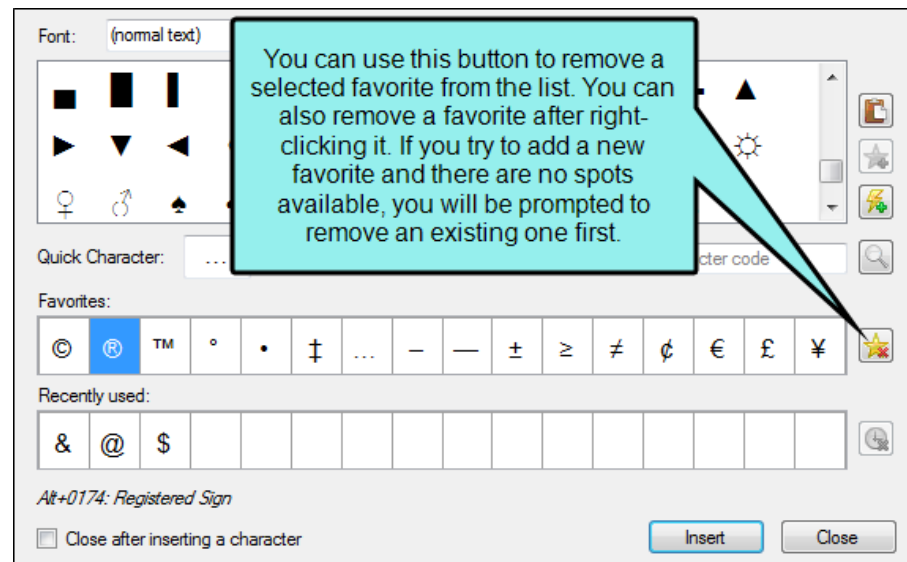 Font: (normal text)
You can use this button to remove a
selected favorite from the list. You can
also remove a favorite after right-
clicking it. If you try to add a new
favorite and there are no spots
available, you will be prompted to
remove an existing one first.
■ █ ▌ ▲
► ▼ ◄ ☼
♀ ♂ ♠
Quick Character: ... code
Favorites:
© ® ™ ° • ‡ … – — ± ≥ ≠ ¢ € £ ¥
Recently used:
& @ $
Alt+0174: Registered Sign
Close after inserting a character
Insert Close